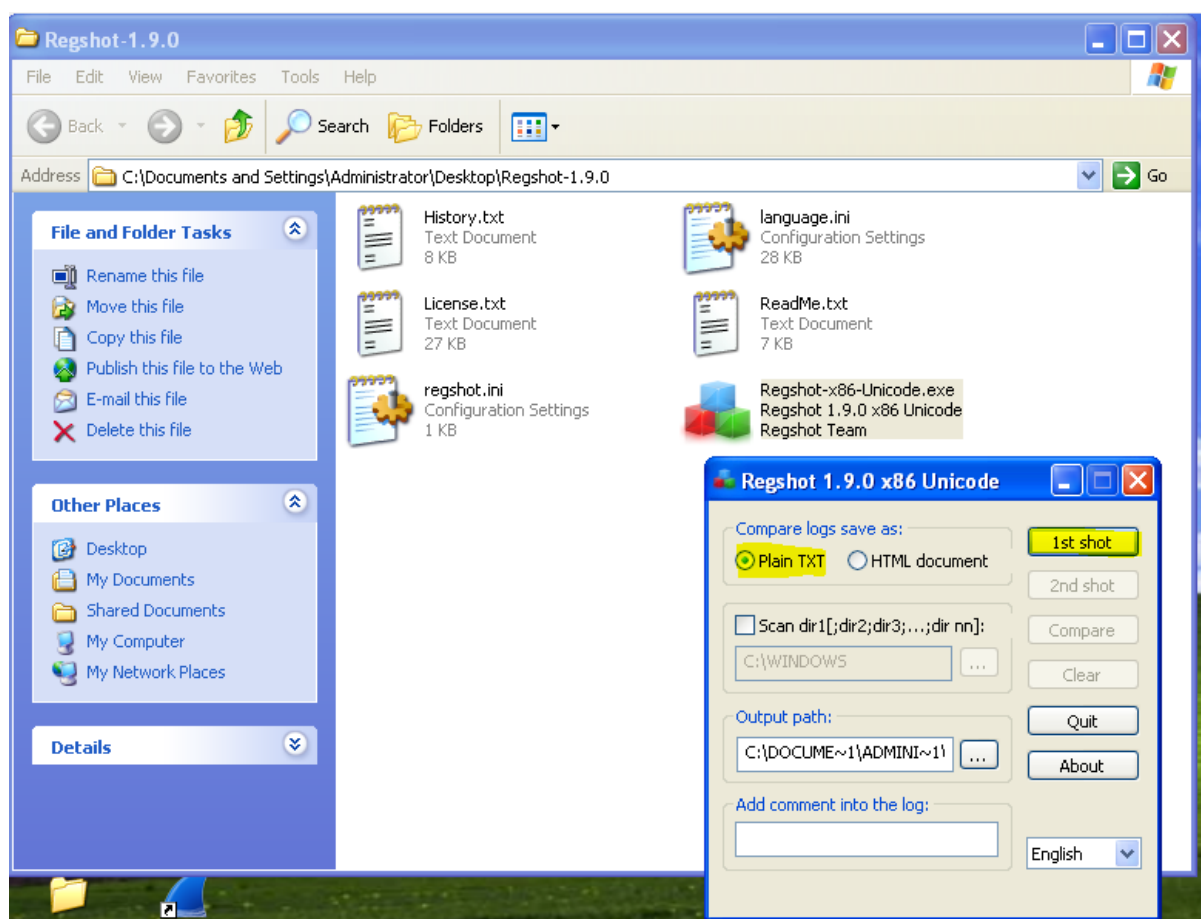 Regshot-1.9.0
File Edit View Favorites Tools Help
Back Search Folders
Address C:\Documents and Settings\Administrator\Desktop\Regshot-1.9.0 Go
File and Folder Tasks
Rename this file
Move this file
Copy this file
Publish this file to the Web
E-mail this file
Delete this file
Other Places
Desktop
My Documents
Shared Documents
My Computer
My Network Places
Details
History.txt
Text Document
8 KB
language.ini
Configuration Settings
28 KB
License.txt
Text Document
27 KB
ReadMe.txt
Text Document
7 KB
regshot.ini
Configuration Settings
1 KB
Regshot-x86-Unicode.exe
Regshot 1.9.0 x86 Unicode
Regshot Team
Regshot 1.9.0 x86 Unicode
Compare logs save as:
Plain TXT HTML document
Scan dir1[;dir2;dir3;...;dir nn]:
C:\WINDOWS ...
Output path:
C:\DOCUME~1\ADMINI~1\ ...
Add comment into the log:
1st shot
2nd shot
Compare
Clear
Quit
About
English